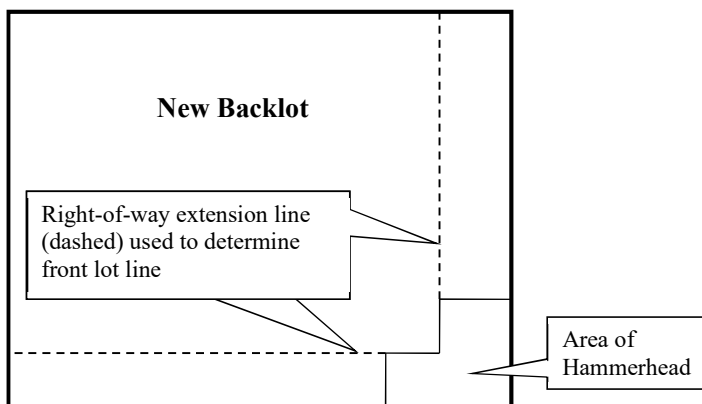 New Backlot
Right-of-way extension line
(dashed) used to determine
front lot line
Area of
Hammerhead